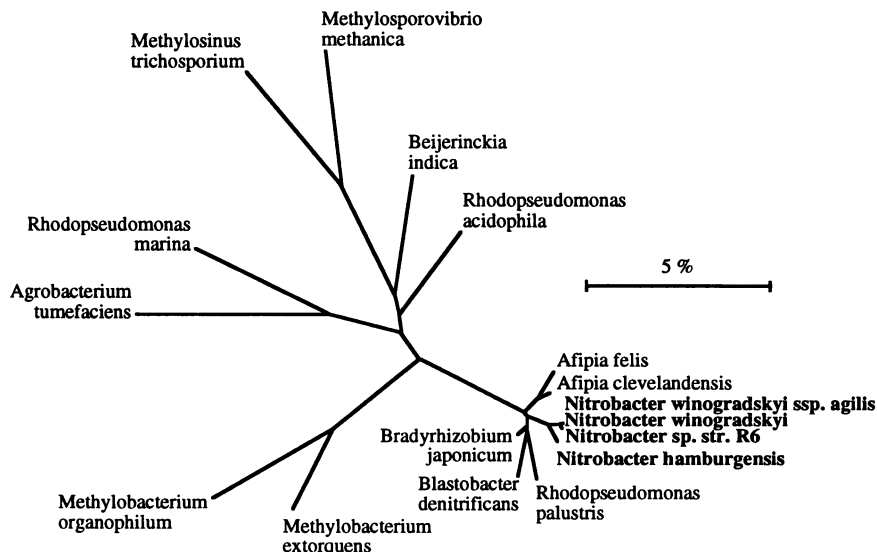 Methylosporovibrio
methanica
Methylosinus
trichosporium
Beijerinckia
indica
Rhodopseudomonas
acidophila
Rhodopseudomonas
marina
5 %
Agrobacterium
tumefaciens
Afipia felis
Afipia clevelandensis
Nitrobacter winogradskyi ssp. agilis
Nitrobacter winogradskyi
Nitrobacter sp. str. R6
Bradyrhizobium
japonicum
Nitrobacter hamburgensis
Blastobacter
denitrificans
Rhodopseudomonas
palustris
Methylobacterium
organophilum
Methylobacterium
extorquens